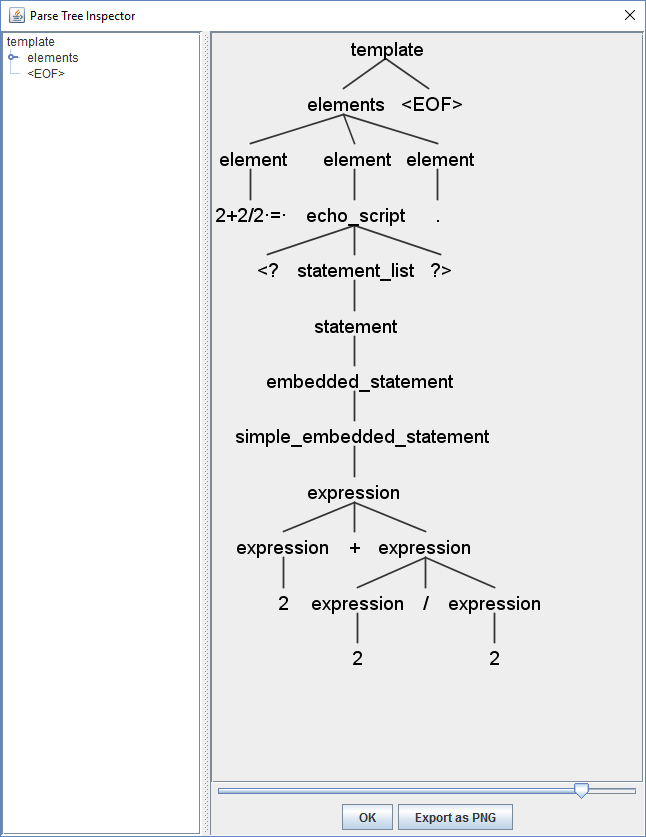 Parse Tree Inspector
template
elements
<EOF>
template
elements <EOF>
element element element
2+2/2·=· echo_script .
<? statement_list ?>
statement
embedded_statement
simple_embedded_statement
expression
expression + expression
2 expression / expression
2 2
OK Export as PNG